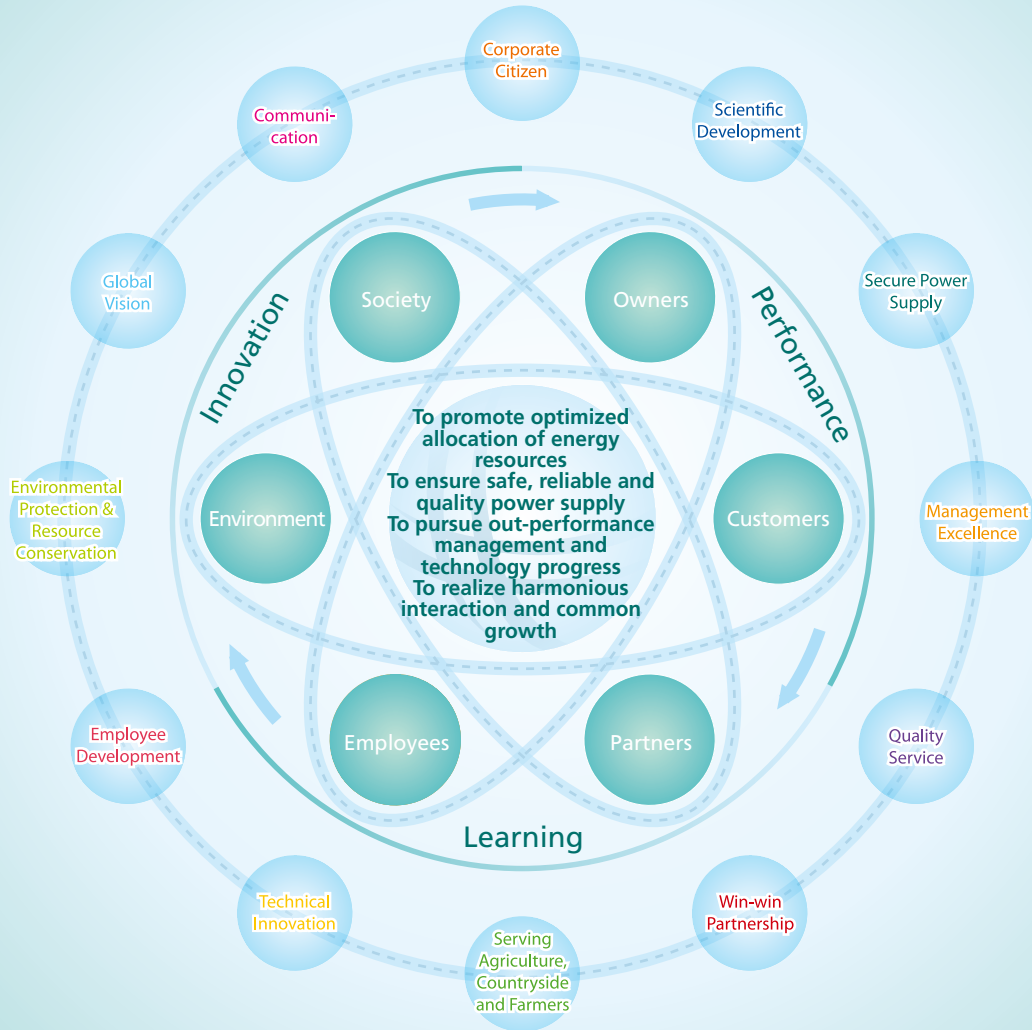 Corporate
Citizen
Communi-
cation
Scientific
Development
Global
Vision
Secure Power
Supply
Society
Owners
Innovation
Performance
To promote optimized
allocation of energy
resources
To ensure safe, reliable and
quality power supply
To pursue out-performance
management and
technology progress
To realize harmonious
interaction and common
growth
Environmental
Protection &
Resource
Conservation
Environment
Customers
Management
Excellence
Employees
Partners
Employee
Development
Quality
Service
Learning
Technical
Innovation
Win-win
Partnership
Serving
Agriculture,
Countryside
and Farmers